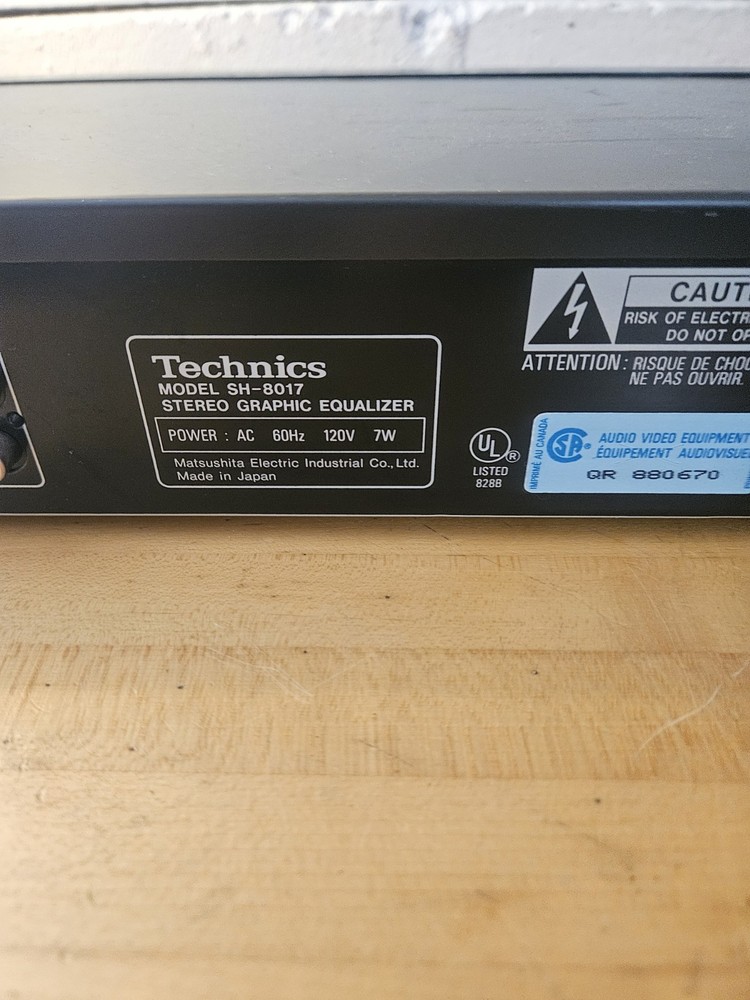 Technics
MODEL SH-8017
STEREO GRAPHIC EQUALIZER
POWER : AC 60Hz 120V 7W
Matsushita Electric Industrial Co., Ltd.
Made in Japan
UL ®
LISTED
828B
RISK OF ELECTR
DO NOT OP
ATTENTION : RISQUE DE CHOC
NE PAS OUVRIR.
IMPRIMÉ AU CANADA
AUDIO VIDEO EQUIPMENT
ÉQUIPEMENT AUDIOVISUEL
QR 880670